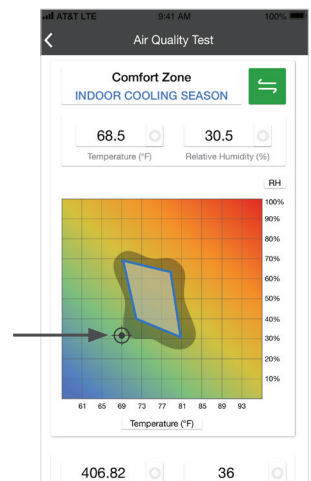 AT&T LTE 9:41 AM 100%
Air Quality Test
Comfort Zone
INDOOR COOLING SEASON
68.5 30.5
Temperature (°F) Relative Humidity (%)
RH
100%
90%
80%
70%
60%
50%
40%
30%
20%
10%
61 65 69 73 77 81 85 89 93
Temperature (°F)
406.82 36